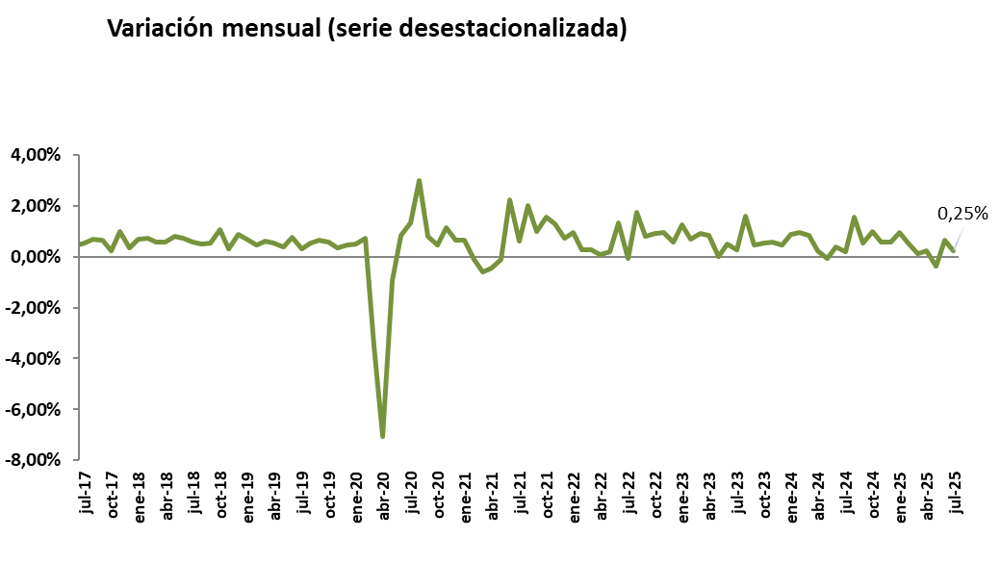 Variación mensual (serie desestacionalizada)
4,00%
2,00%
0,00%
-2,00%
-4,00%
-6,00%
-8,00%
0,25%
jul-17
oct-17
ene-18
abr-18
jul-18
oct-18
ene-19
abr-19
jul-19
oct-19
ene-20
abr-20
jul-20
oct-20
ene-21
abr-21
jul-21
oct-21
ene-22
abr-22
jul-22
oct-22
ene-23
abr-23
jul-23
oct-23
ene-24
abr-24
jul-24
oct-24
ene-25
abr-25
jul-25